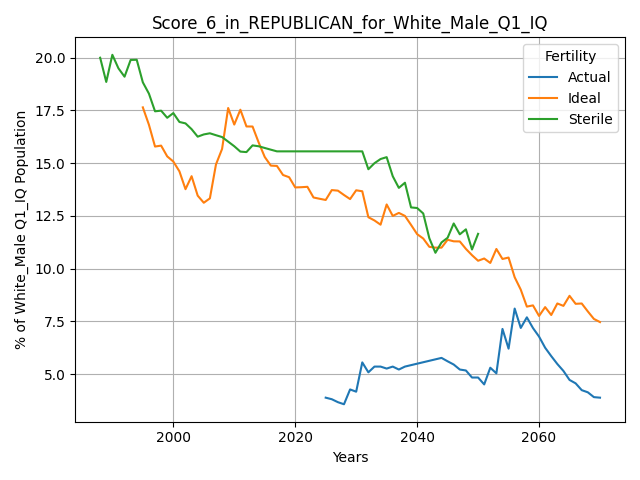 Score_6_in_REPUBLICAN_for_White_Male_Q1_IQ
% of White_Male Q1_IQ Population
20.0
17.5
15.0
12.5
10.0
7.5
5.0
Fertility
Actual
Ideal
Sterile
2000
2020
2040
2060
Years